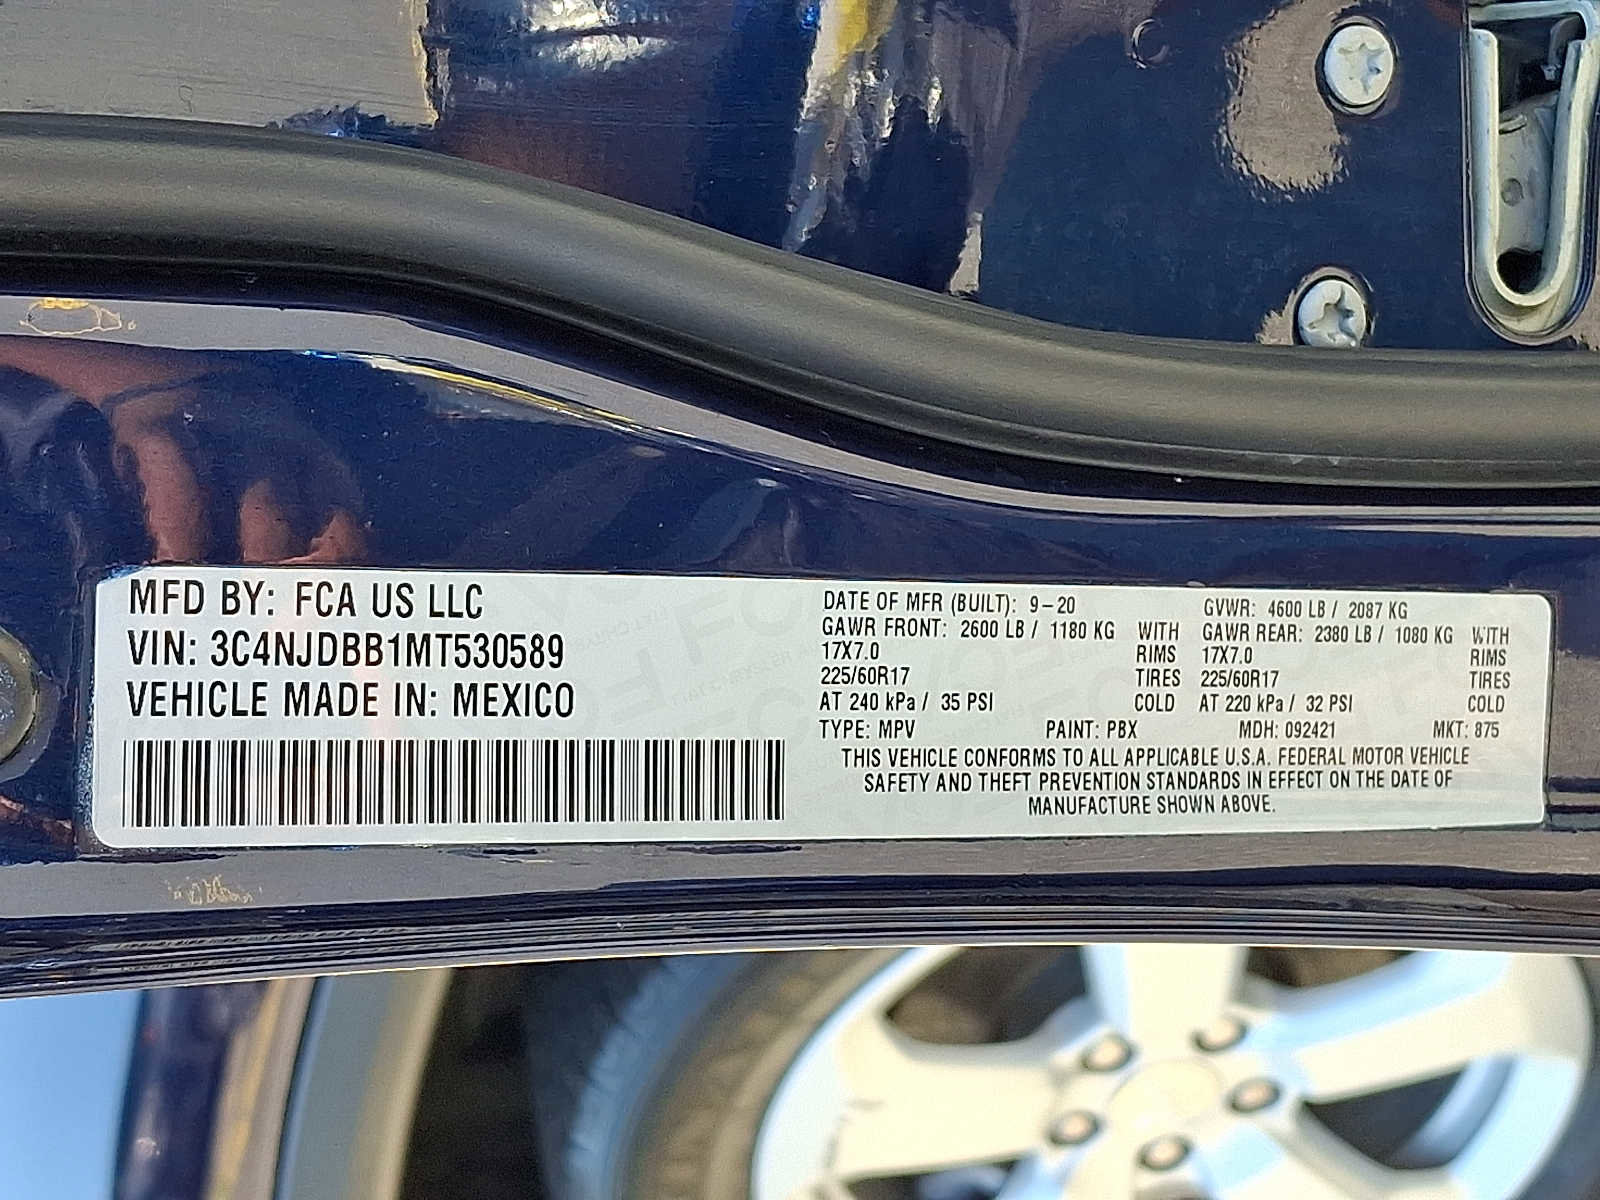 MFD BY: FCA US LLC
VIN: 3C4NJDBB1MT530589
VEHICLE MADE IN: MEXICO
DATE OF MFR (BUILT): 9-20 GVWR: 4600 LB / 2087 KG
GAWR FRONT: 2600 LB / 1180 KG WITH GAWR REAR: 2380 LB / 1080 KG WITH
17X7.0 RIMS 17X7.0 RIMS
225/60R17 TIRES 225/60R17 TIRES
AT 240 kPa / 35 PSI COLD AT 220 kPa / 32 PSI COLD
TYPE: MPV PAINT: PBX MDH: 092421 MKT: 875
THIS VEHICLE CONFORMS TO ALL APPLICABLE U.S.A. FEDERAL MOTOR VEHICLE
SAFETY AND THEFT PREVENTION STANDARDS IN EFFECT ON THE DATE OF
MANUFACTURE SHOWN ABOVE.